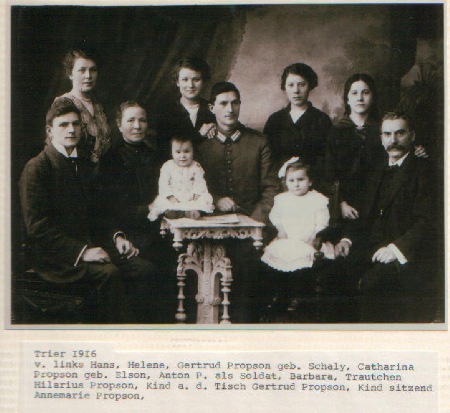 Trier 1916
v. links Hans, Helene, Gertrud Propson geb. Schaly, Catharina
Propson geb. Elson, Anton P. als Soldat, Barbara, Trautchen
Hilarius Propson, Kind a. d. Tisch Gertrud Propson, Kind sitzend
Annemarie Propson,